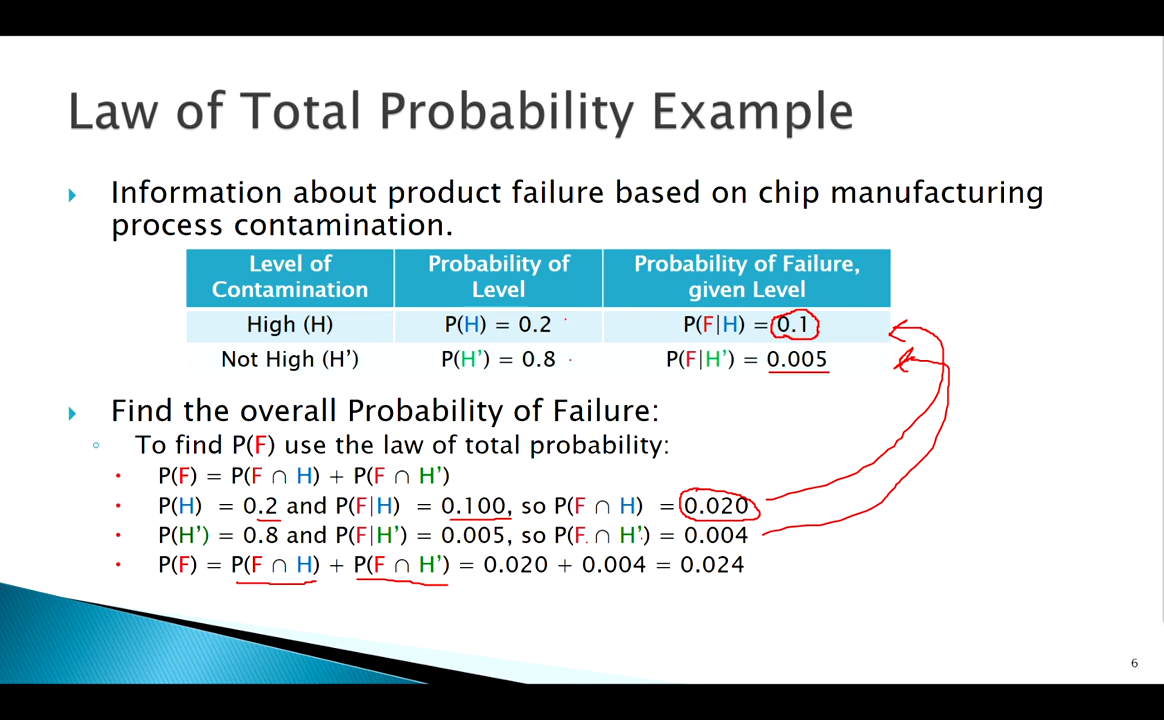 Law of Total Probability Example
Information about product failure based on chip manufacturing
process contamination.
Level of Contamination
Probability of Level
Probability of Failure, given Level
High (H)
P(H) = 0.2
P(F|H) = 0.1
Not High (H’)
P(H’) = 0.8
P(F|H’) = 0.005
Find the overall Probability of Failure:
To find P(F) use the law of total probability:
P(F) = P(F ∩ H) + P(F ∩ H’)
P(H) = 0.2 and P(F|H) = 0.100, so P(F ∩ H) = 0.020
P(H’) = 0.8 and P(F|H’) = 0.005, so P(F ∩ H’) = 0.004
P(F) = P(F ∩ H) + P(F ∩ H’) = 0.020 + 0.004 = 0.024
6